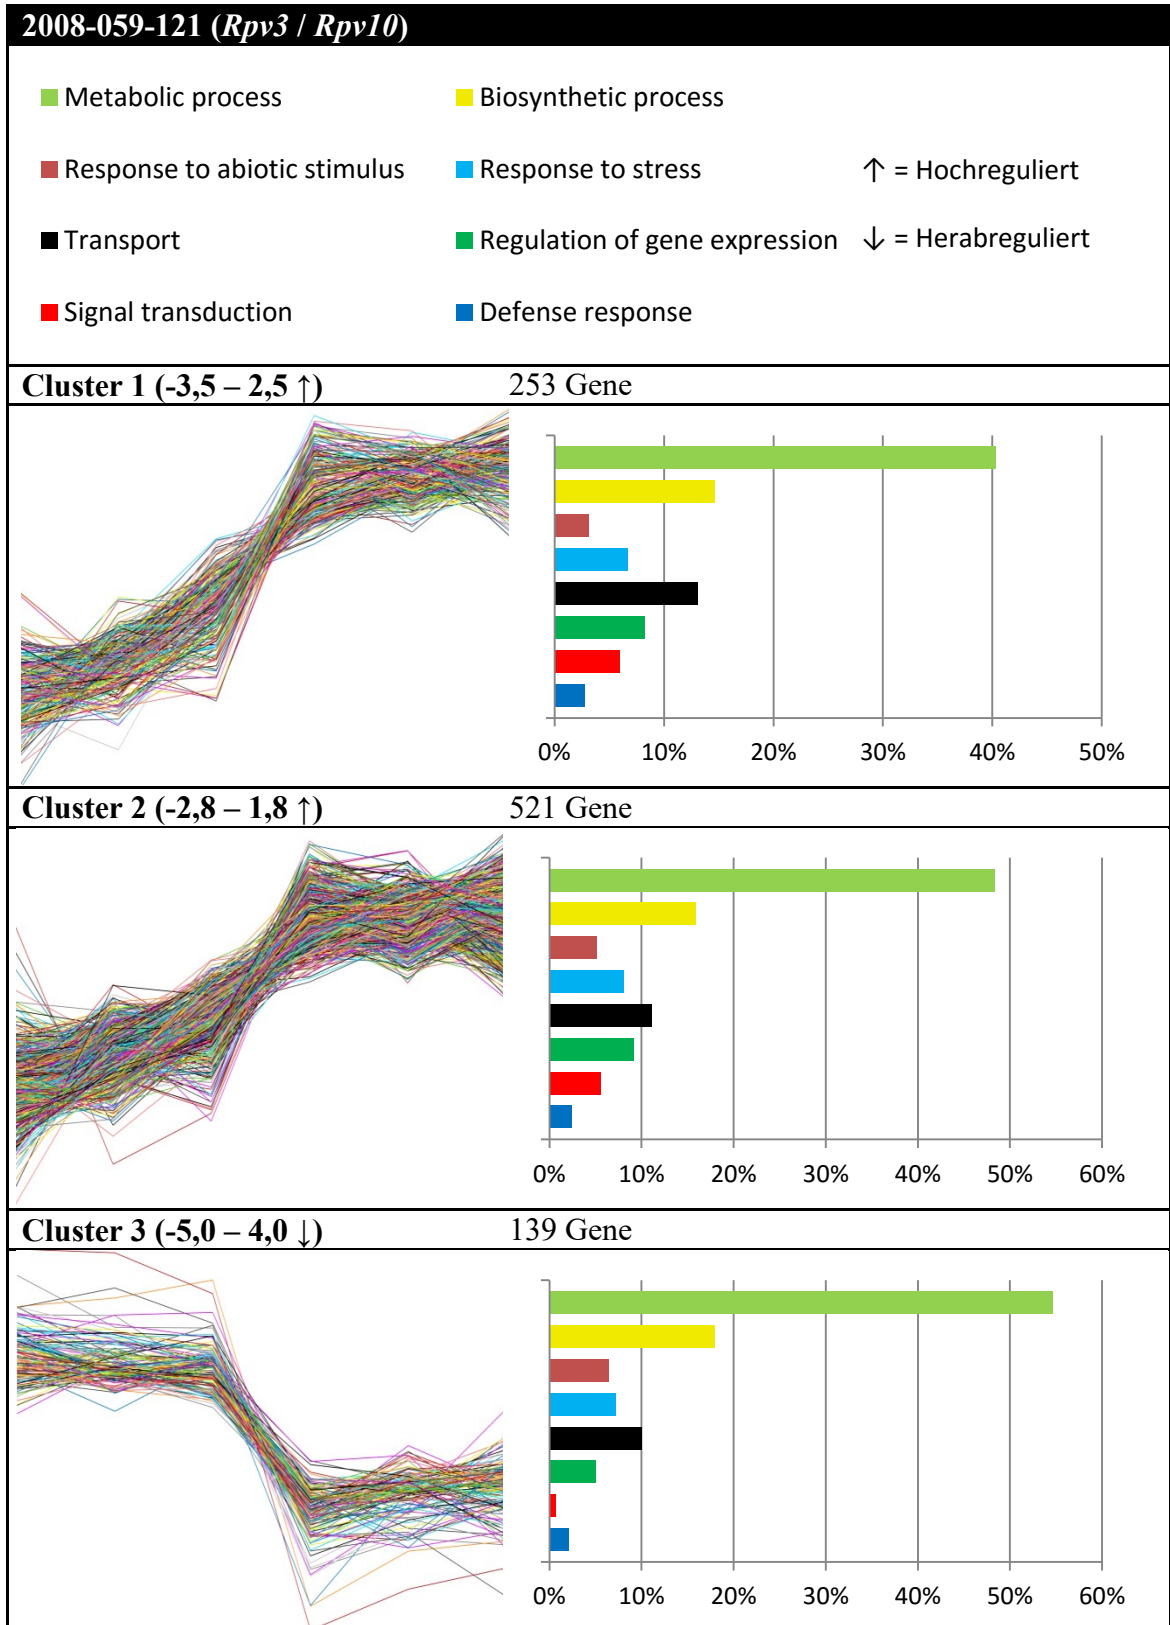 2008-059-121 (Rpv3 / Rpv10)
Metabolic process
Biosynthetic process
Response to abiotic stimulus
Response to stress
↑ = Hochreguliert
Transport
Regulation of gene expression
↓ = Herabreguliert
Signal transduction
Defense response
Cluster 1 (-3,5 – 2,5 ↑)
253 Gene
0% 10% 20% 30% 40% 50%
Cluster 2 (-2,8 – 1,8 ↑)
521 Gene
0% 10% 20% 30% 40% 50% 60%
Cluster 3 (-5,0 – 4,0 ↓)
139 Gene
0% 10% 20% 30% 40% 50% 60%